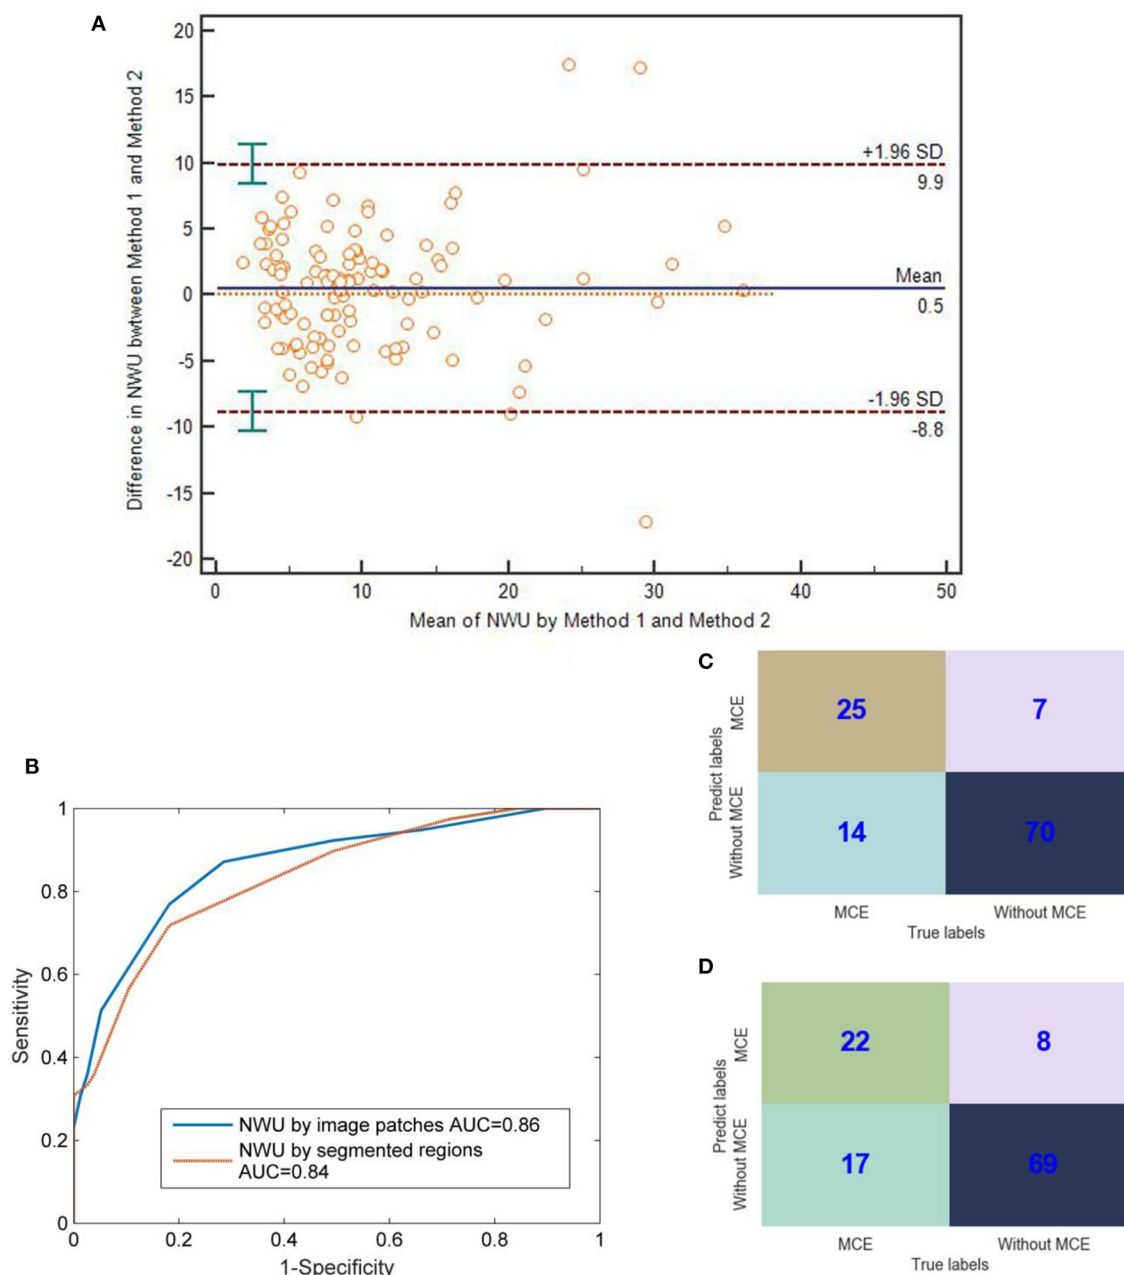 A
Difference in NWU bwtween Method 1 and Method 2
20
15
10
5
0
-5
-10
-15
-20
+1.96 SD
9.9
Mean
0.5
-1.96 SD
-8.8
0
10
20
30
40
50
Mean of NWU by Method 1 and Method 2
B
Sensitivity
1
0.8
0.6
0.4
0.2
0
NWU by image patches AUC=0.86
NWU by segmented regions
AUC=0.84
0
0.2
0.4
0.6
0.8
1
1-Specificity
C
Predict labels
MCE
Without MCE
25
7
14
70
MCE
Without MCE
True labels
D
Predict labels
MCE
Without MCE
22
8
17
69
MCE
Without MCE
True labels